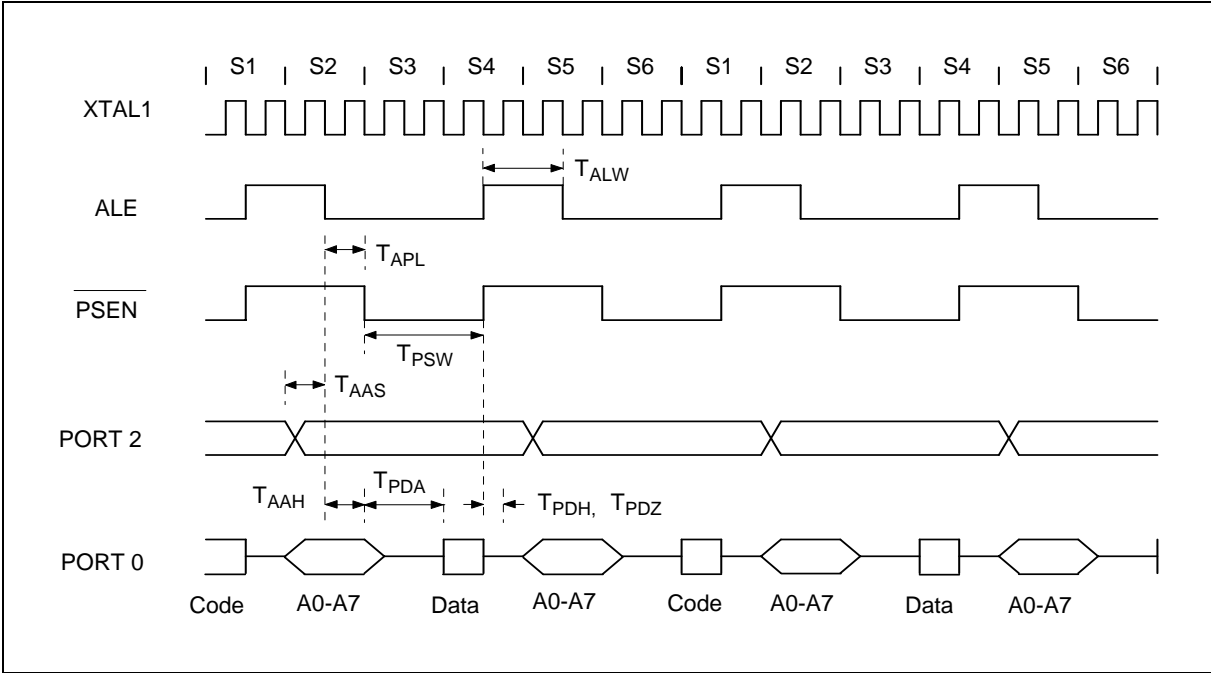 S1 S2 S3 S4 S5 S6 S1 S2 S3 S4 S5 S6
XTAL1
TALW
ALE
TAPL
PSEN
TPSW
TAAS
PORT 2
TAAH TPDA TPDH, TPDZ
PORT 0
Code A0-A7 Data A0-A7 Code A0-A7 Data A0-A7